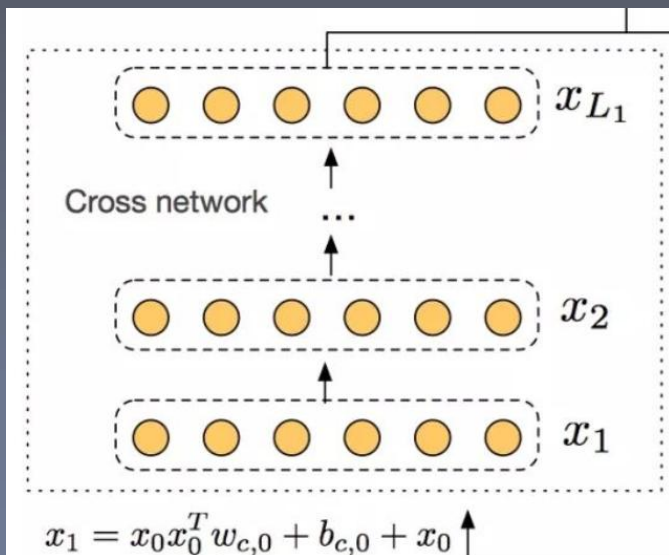 x_{L_1}
Cross network
...
x_2
x_1
x_1 = x_0 x_0^T w_{c,0} + b_{c,0} + x_0